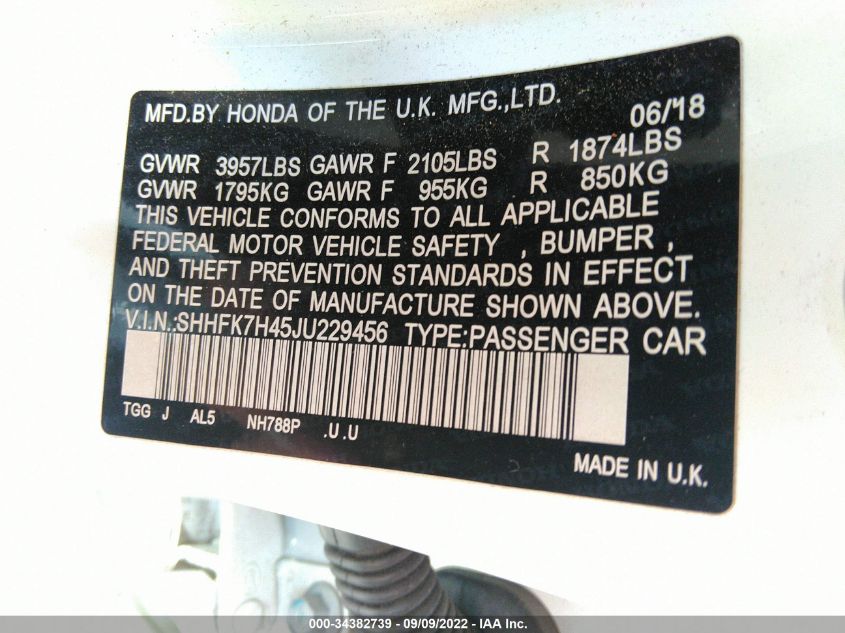 MFD.BY HONDA OF THE U.K. MFG.,LTD. 06/18
GVWR 3957LBS GAWR F 2105LBS R 1874LBS
GVWR 1795KG GAWR F 955KG R 850KG
THIS VEHICLE CONFORMS TO ALL APPLICABLE
FEDERAL MOTOR VEHICLE SAFETY , BUMPER ,
AND THEFT PREVENTION STANDARDS IN EFFECT
ON THE DATE OF MANUFACTURE SHOWN ABOVE.
V.I.N.:SHHFK7H45JU229456 TYPE:PASSENGER CAR
TGG J AL5 NH788P .U .U
MADE IN U.K.
000-34382739 - 09/09/2022 - IAA Inc.